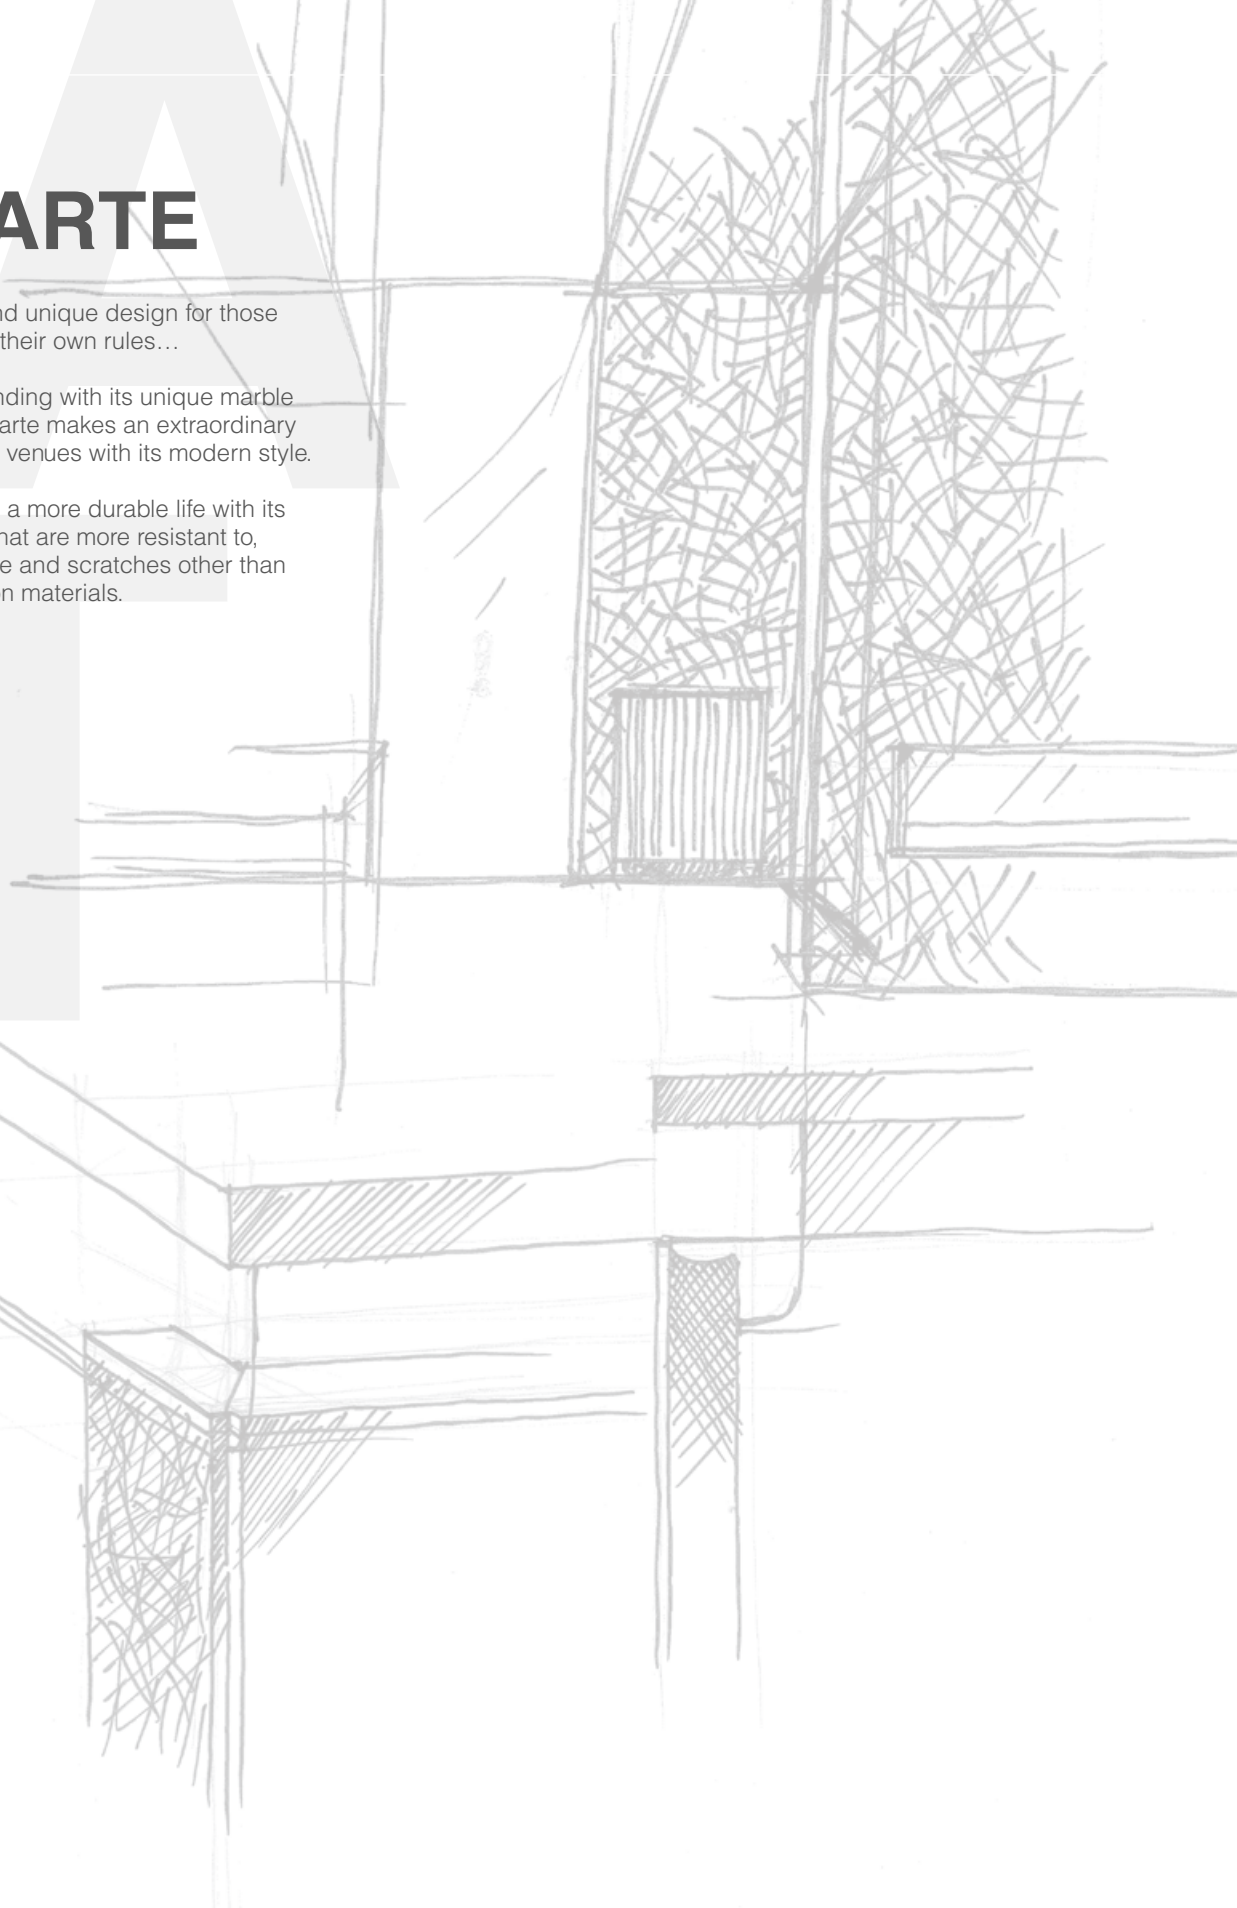 ARTE
nd unique design for those
their own rules…
nding with its unique marble
arte makes an extraordinary
venues with its modern style.
a more durable life with its
hat are more resistant to,
e and scratches other than
on materials.